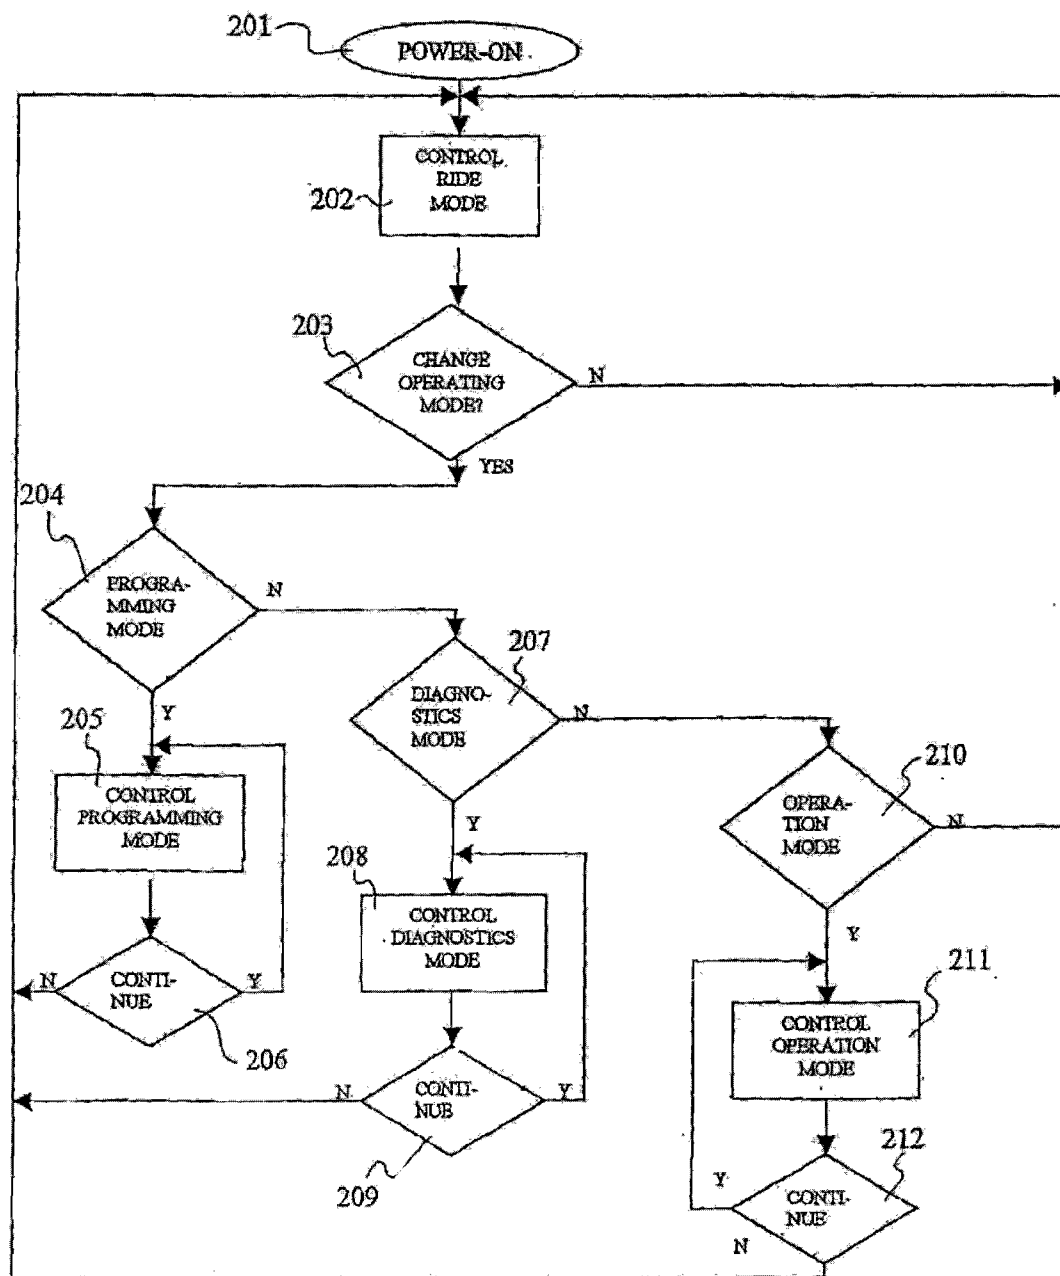 201
POWER-ON
CONTROL
RIDE
MODE
202
203
CHANGE
OPERATING
MODE?
N
YES
204
PROGRA-
MMING
MODE
N
207
DIAGNO-
STICS
MODE
N
Y
205
CONTROL
PROGRAMMING
MODE
210
OPERA-
TION
MODE
N
Y
208
CONTROL
DIAGNOSTICS
MODE
Y
N
CONTI-
NUE
Y
206
211
CONTROL
OPERATION
MODE
N
CONTI-
NUE
Y
209
212
Y
CONTI-
NUE
N